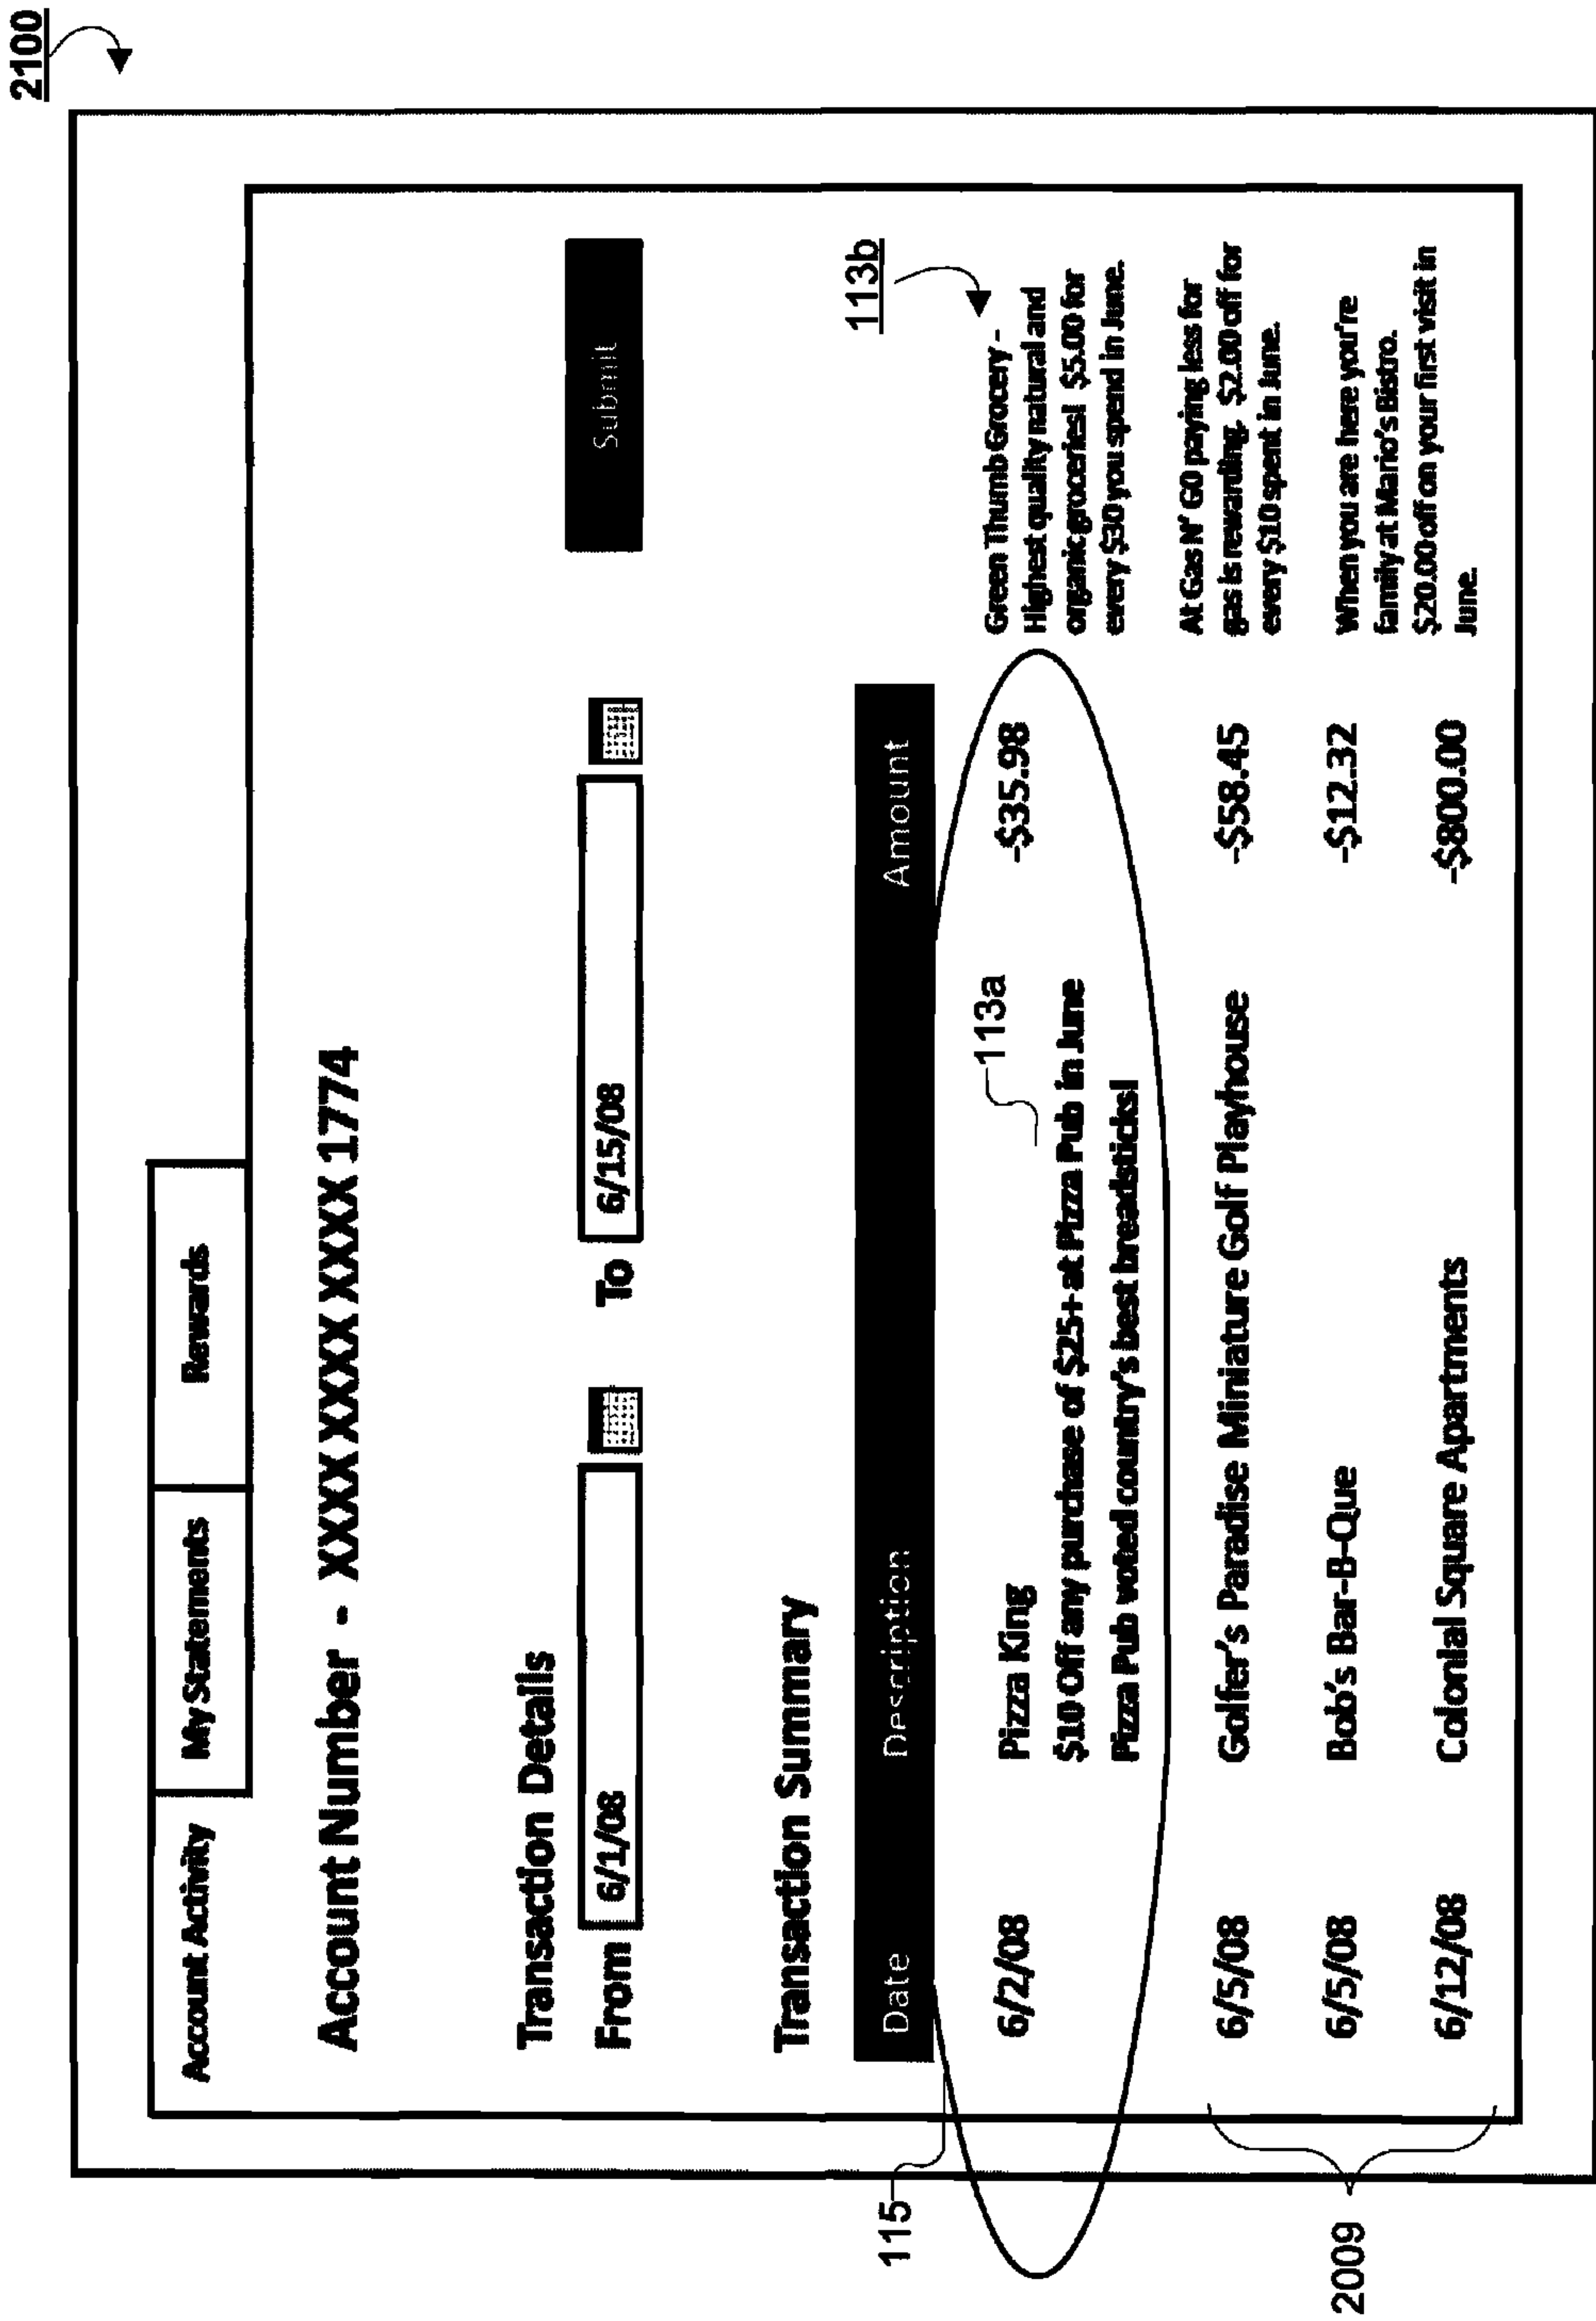 2100
Account Activity
My Statements
Rewards
Account Number - XXXX XXXX XXXX 1774
Transaction Details
From 6/1/08 To 6/15/08 Submit
Transaction Summary
115
Date Description Amount
113b
6/2/08 Pizza King -$35.98
113a
$10 Off any purchase of $25+ at Pizza Pub in June
Pizza Pub voted country's best breadsticks!
Golfer's Paradise Miniature Golf Playhouse
6/5/08 -$58.45
6/5/08 Bob's Bar-B-Que -$12.32
6/12/08 Colonial Square Apartments -$800.00
2009
Green Thumb Grocery -
Highest quality natural and
organic groceries! $5.00 for
every $30 you spend in June.
At Gas N' GO paying less for
gas is rewarding. $2.00 off for
every $10 spent in June.
When you are here you're
family at Mario's Bistro.
$20.00 off on your first visit in
June.